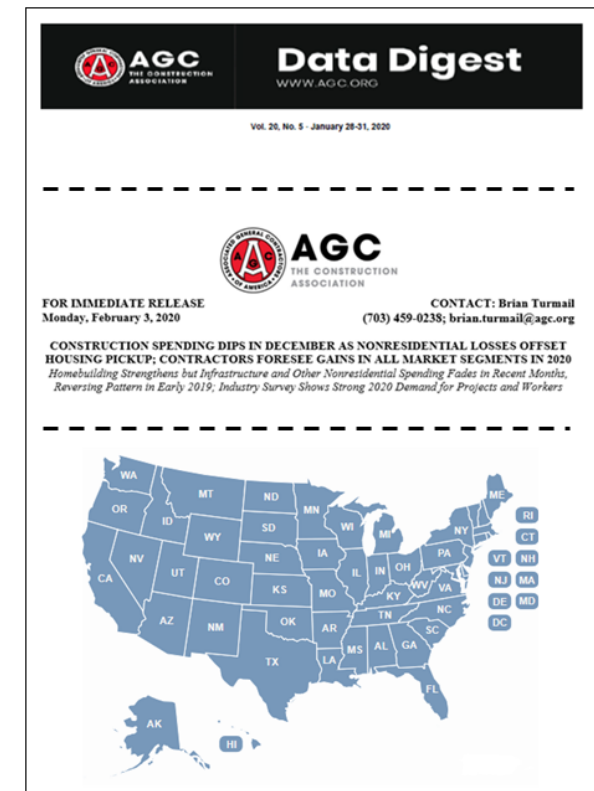 AGC
THE CONSTRUCTION
ASSOCIATION
Data Digest
WWW.AGC.ORG
Vol. 20, No. 5 - January 28-31, 2020
ASSOCIATED GENERAL CONTRACTORS OF AMERICA
AGC
AGC
THE CONSTRUCTION
ASSOCIATION
FOR IMMEDIATE RELEASE
Monday, February 3, 2020
CONTACT: Brian Turmail
(703) 459-0238; brian.turmail@agc.org
CONSTRUCTION SPENDING DIPS IN DECEMBER AS NONRESIDENTIAL LOSSES OFFSET
HOUSING PICKUP; CONTRACTORS FORESEE GAINS IN ALL MARKET SEGMENTS IN 2020
Homebuilding Strengthens but Infrastructure and Other Nonresidential Spending Fades in Recent Months,
Reversing Pattern in Early 2019; Industry Survey Shows Strong 2020 Demand for Projects and Workers
WA
MT
ND
MN
ME
OR
ID
WY
SD
WI
MI
NY
RI
CT
NV
NE
IA
PA
VT
NH
CA
UT
CO
IL
IN
OH
NJ
MA
KS
MO
WV
VA
DE
MD
KY
AZ
NM
OK
AR
TN
NC
DC
SC
TX
LA
MS
AL
GA
FL
AK
HI